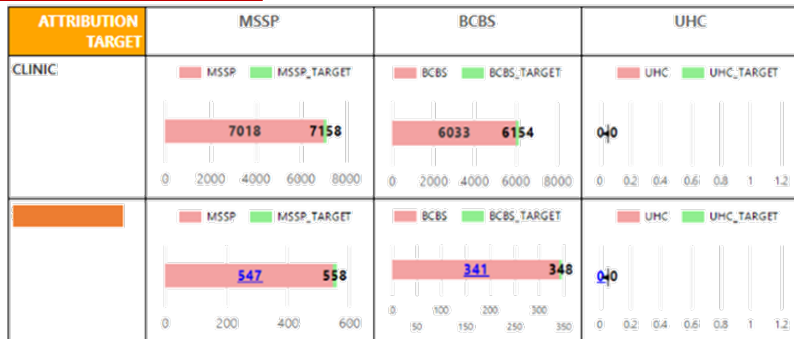 ATTRIBUTION TARGET MSSP BCBS UHC
CLINIC
MSSP MSSP_TARGET
7018 7158
0 2000 4000 6000 8000
BCBS BCBS_TARGET
6033 6154
0 2000 4000 6000 8000
UHC UHC_TARGET
0 0
0 0.2 0.4 0.6 0.8 1 1.2
MSSP MSSP_TARGET
547 558
0 200 400 600
BCBS BCBS_TARGET
341 348
0 100 200 300
50 150 250 350
UHC UHC_TARGET
0 0
0 0.2 0.4 0.6 0.8 1 1.2